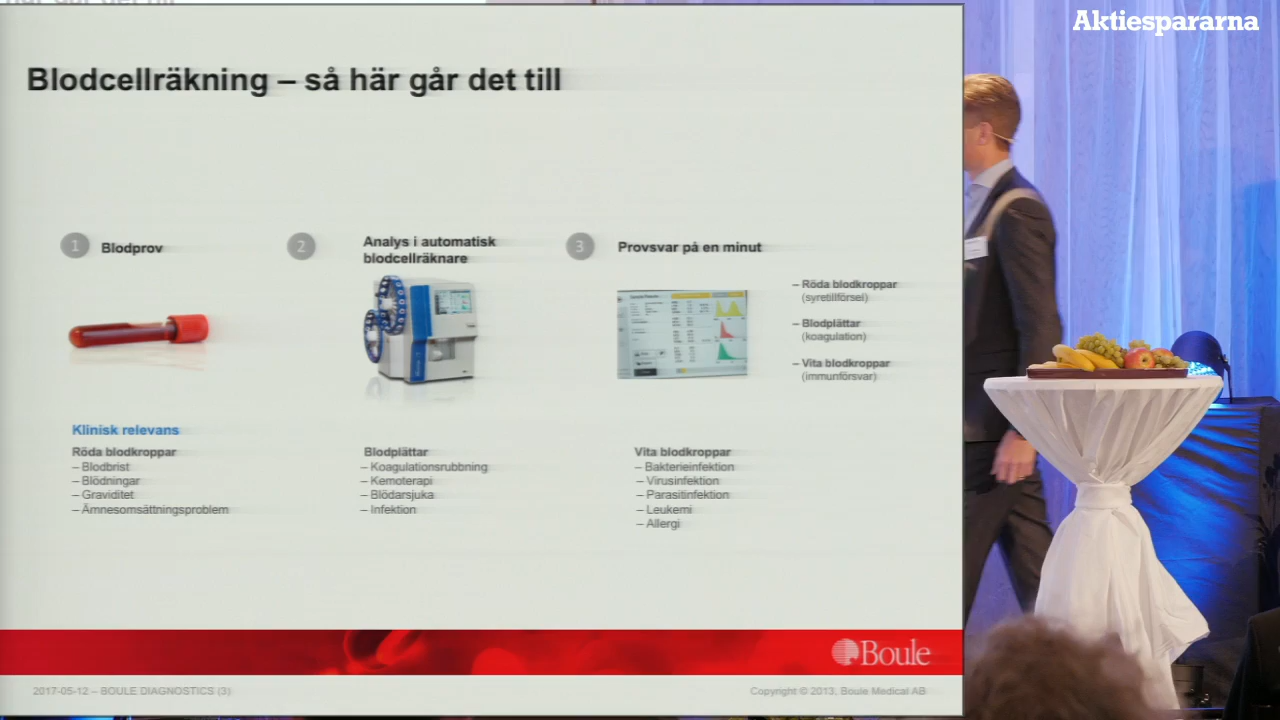 Aktiespararna
Blodcellräkning – så här går det till
1
Blodprov
2
Analys i automatisk
blodcellräknare
3
Provsvar på en minut
– Röda blodkroppar
(syretillförsel)
– Blodplättar
(koagulation)
– Vita blodkroppar
(immunförsvar)
Klinisk relevans
Röda blodkroppar
– Blodbrist
– Blödningar
– Graviditet
– Ämnesomsättningsproblem
Blodplättar
– Koagulationsrubbning
– Kemoterapi
– Blödarsjuka
– Infektion
Vita blodkroppar
– Bakterieinfektion
– Virusinfektion
– Parasitinfektion
– Leukemi
– Allergi
Boule
2017-05-12 – BOULE DIAGNOSTICS (3)
Copyright © 2013, Boule Medical AB